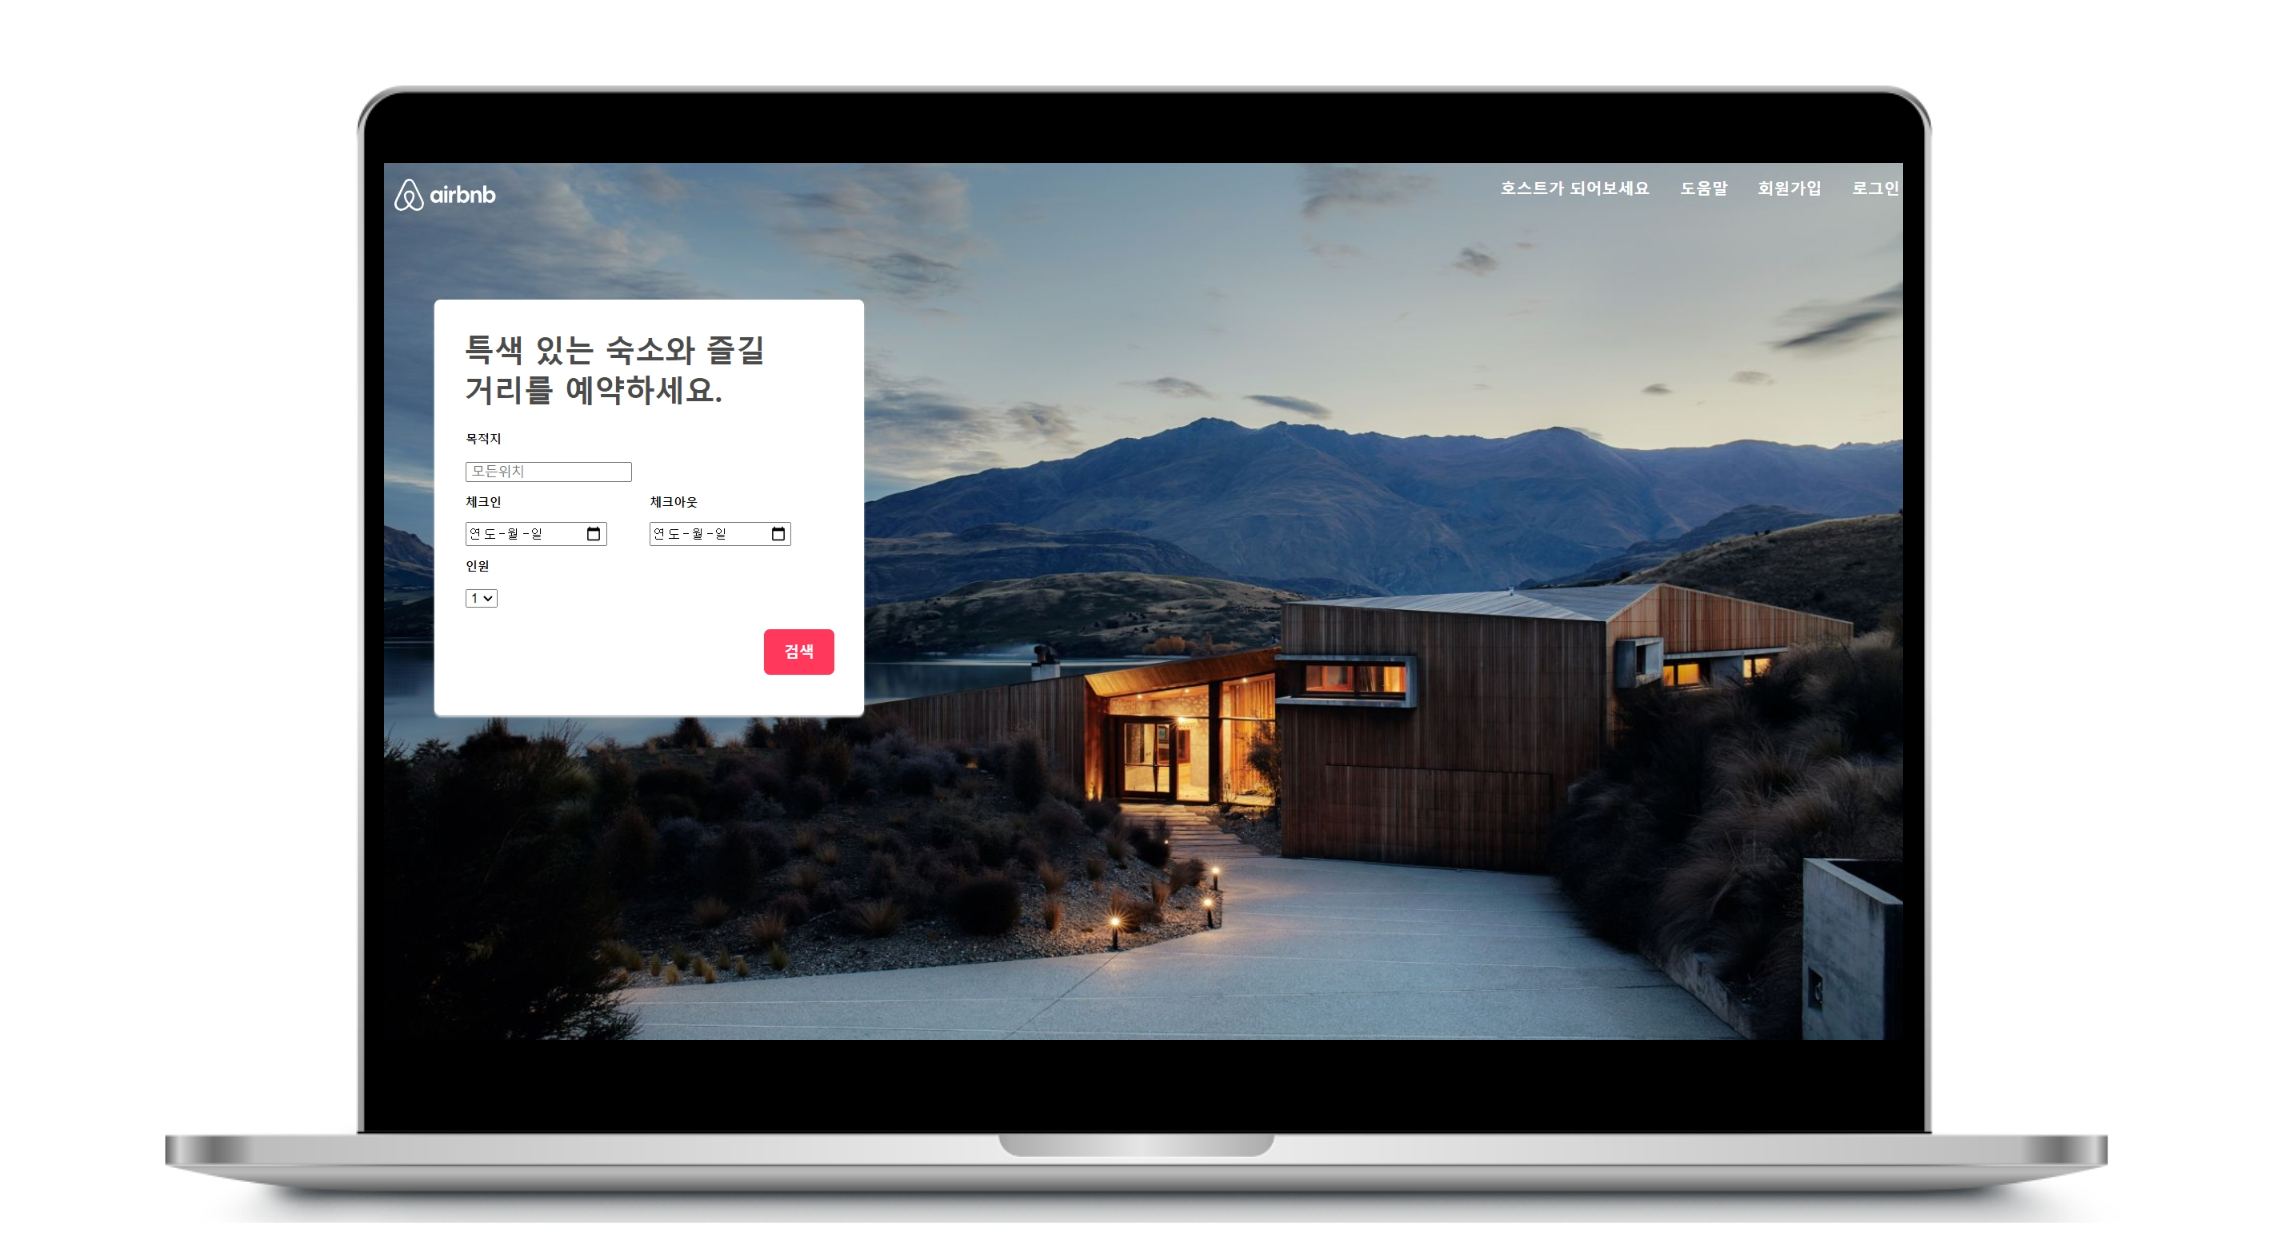 airbnb
호스트가 되어보세요 도움말 회원가입 로그인
특색 있는 숙소와 즐길
거리를 예약하세요.
목적지
모든위치
체크인 체크아웃
연도-월-일 연도-월-일
인원
1
검색